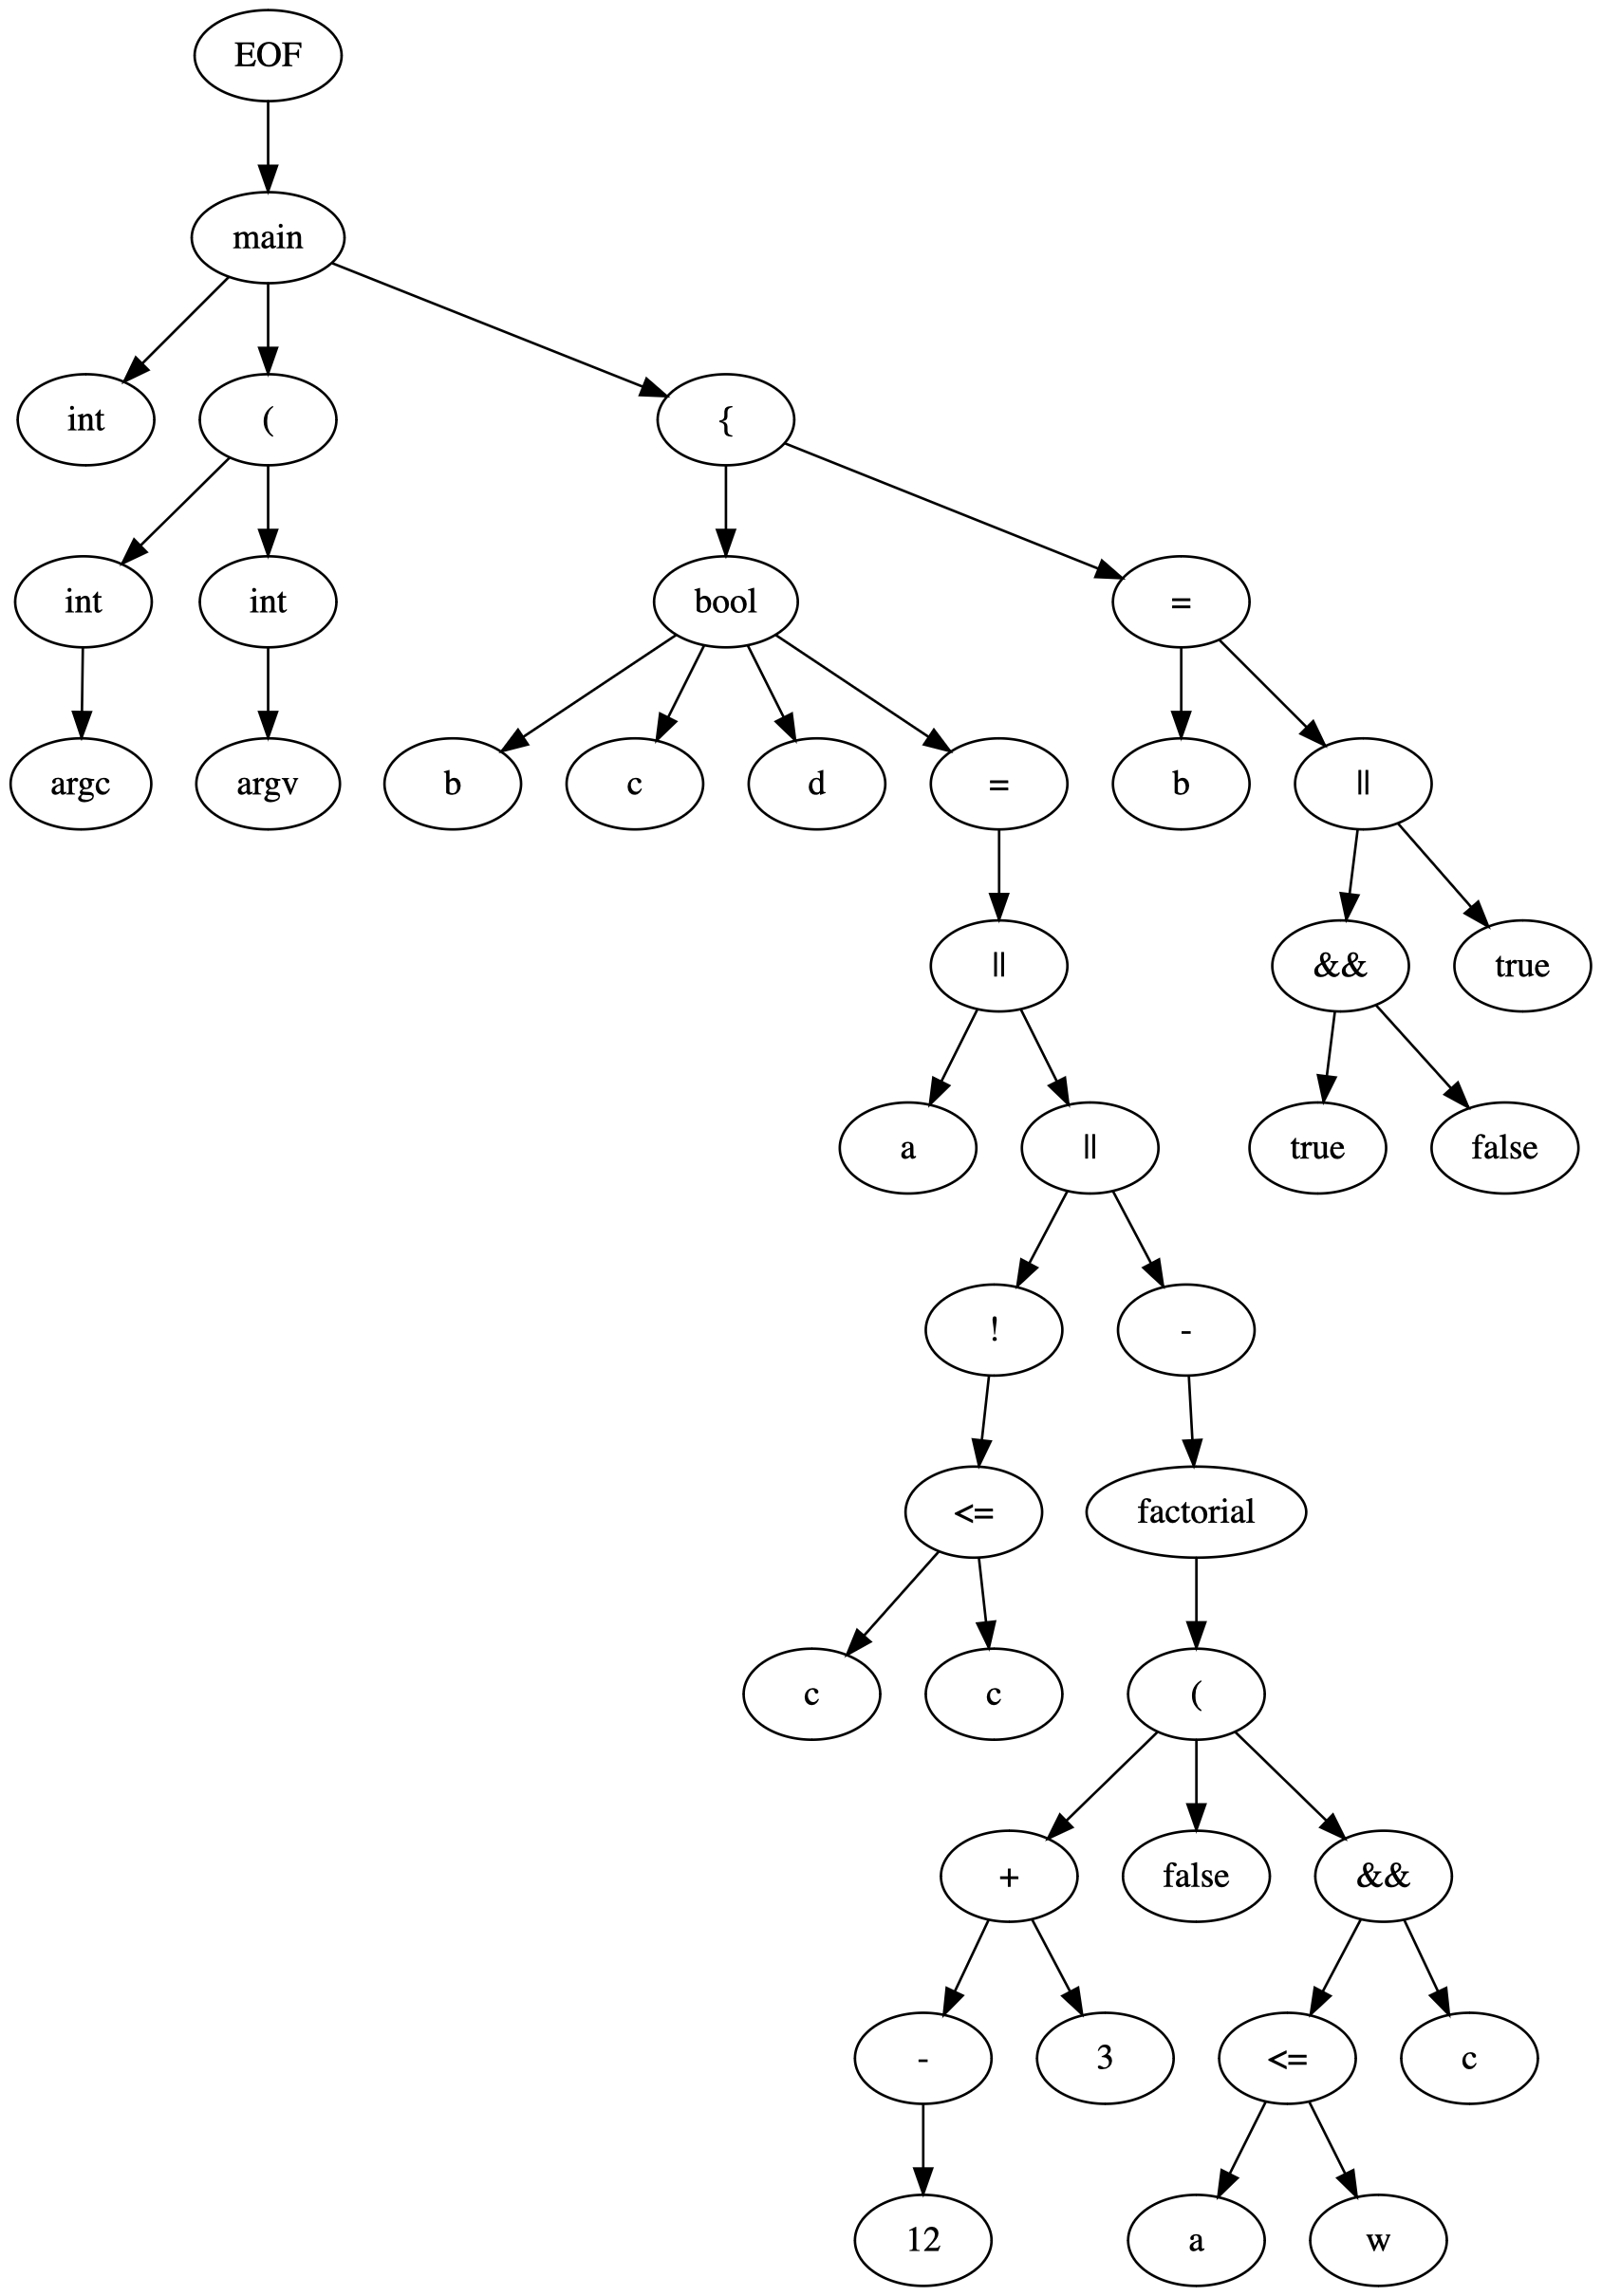 EOF
main
int ( {
int int bool =
argc argv b c d = b ||
|| && true
a || true false
! -
<= factorial
c c (
+ false &&
- 3 <= c
12 a w